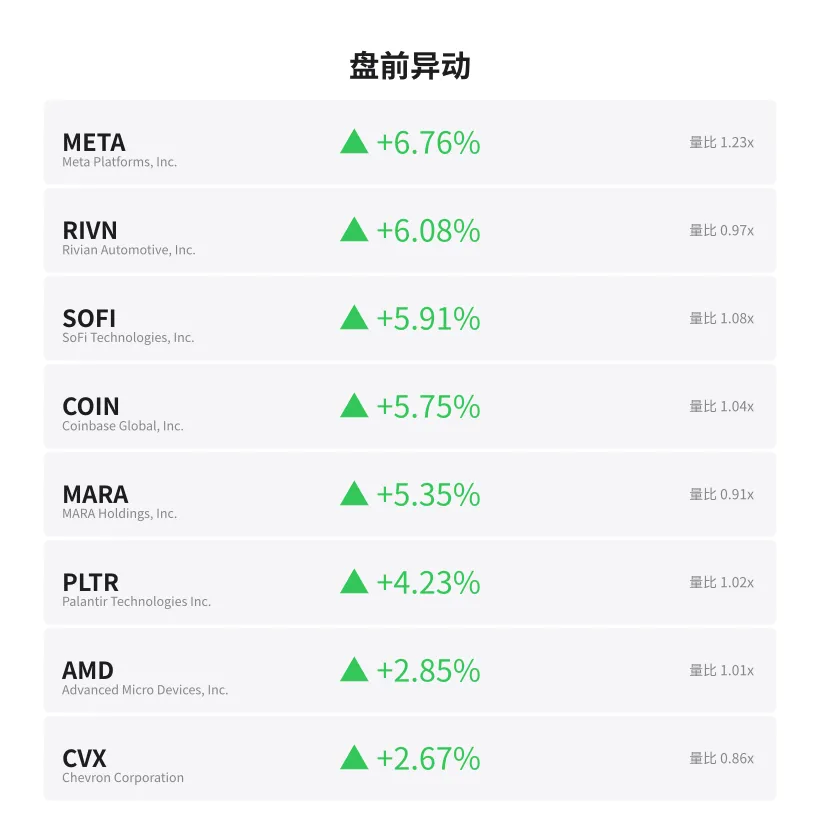 盘前异动
META
▲ +6.76%
量比 1.23x
Meta Platforms, Inc.
RIVN
▲ +6.08%
量比 0.97x
Rivian Automotive, Inc.
SOFI
▲ +5.91%
量比 1.08x
SoFi Technologies, Inc.
COIN
▲ +5.75%
量比 1.04x
Coinbase Global, Inc.
MARA
▲ +5.35%
量比 0.91x
MARA Holdings, Inc.
PLTR
▲ +4.23%
量比 1.02x
Palantir Technologies Inc.
AMD
▲ +2.85%
量比 1.01x
Advanced Micro Devices, Inc.
CVX
▲ +2.67%
量比 0.86x
Chevron Corporation